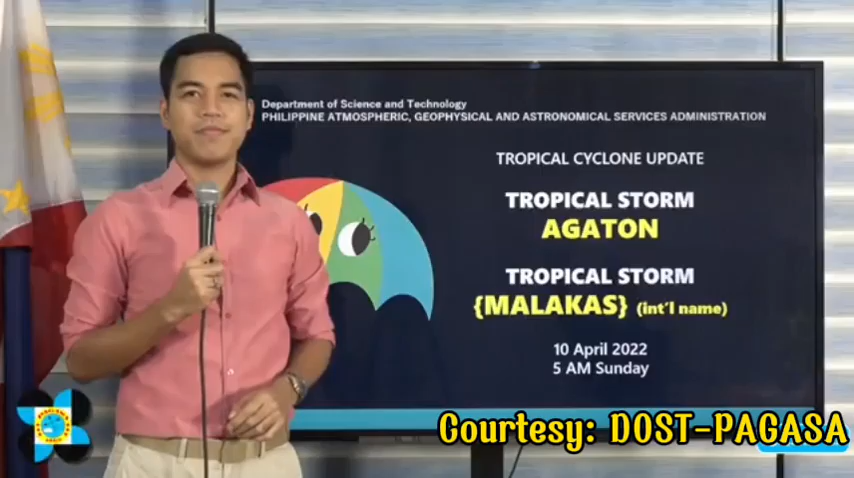 Department of Science and Technology
PHILIPPINE ATMOSPHERIC, GEOPHYSICAL AND ASTRONOMICAL SERVICES ADMINISTRATION
TROPICAL CYCLONE UPDATE
TROPICAL STORM
AGATON
TROPICAL STORM
{MALAKAS} (int'l name)
10 April 2022
5 AM Sunday
Courtesy: DOST-PAGASA